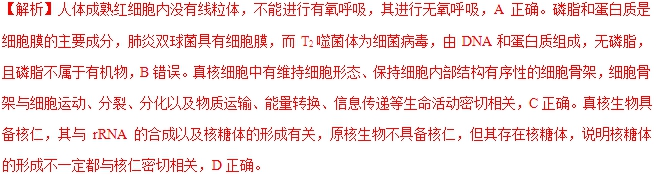 【解析】人体成熟红细胞内没有线粒体，不能进行有氧呼吸，其进行无氧呼吸，A 正确。磷脂和蛋白质是
细胞膜的主要成分，肺炎双球菌具有细胞膜，而 T₂噬菌体为细菌病毒，由 DNA 和蛋白质组成，无磷脂，
且磷脂不属于有机物，B 错误。真核细胞中有维持细胞形态、保持细胞内部结构有序性的细胞骨架，细胞骨
架与细胞运动、分裂、分化以及物质运输、能量转换、信息传递等生命活动密切相关，C 正确。真核生物具
备核仁，其与 rRNA 的合成以及核糖体的形成有关，原核生物不具备核仁，但其存在核糖体，说明核糖体
的形成不一定都与核仁密切相关，D 正确。